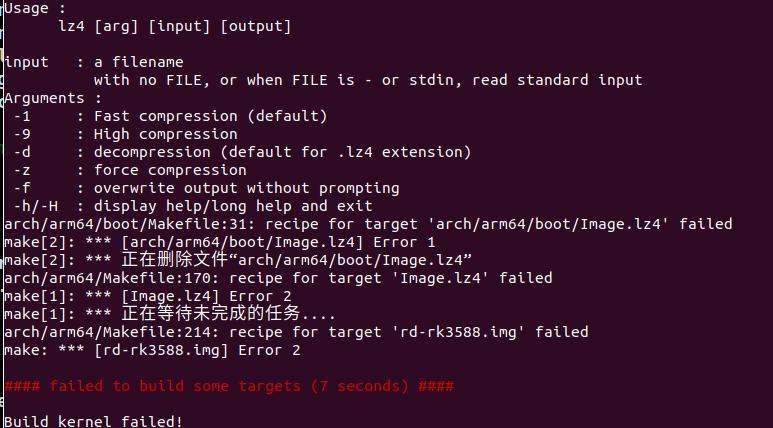 Usage :
      lz4 [arg] [input] [output]
input   : a filename
          with no FILE, or when FILE is - or stdin, read standard input
Arguments :
 -1     : Fast compression (default)
 -9     : High compression
 -d     : decompression (default for .lz4 extension)
 -z     : force compression
 -f     : overwrite output without prompting
 -h/-H  : display help/long help and exit
arch/arm64/boot/Makefile:31: recipe for target 'arch/arm64/boot/Image.lz4' failed
make[2]: *** [arch/arm64/boot/Image.lz4] Error 1
make[2]: *** 正在删除文件“arch/arm64/boot/Image.lz4”
arch/arm64/Makefile:170: recipe for target 'Image.lz4' failed
make[1]: *** [Image.lz4] Error 2
make[1]: *** 正在等待未完成的任务....
arch/arm64/Makefile:214: recipe for target 'rd-rk3588.img' failed
make: *** [rd-rk3588.img] Error 2
#### failed to build some targets (7 seconds) ####
Build kernel failed!